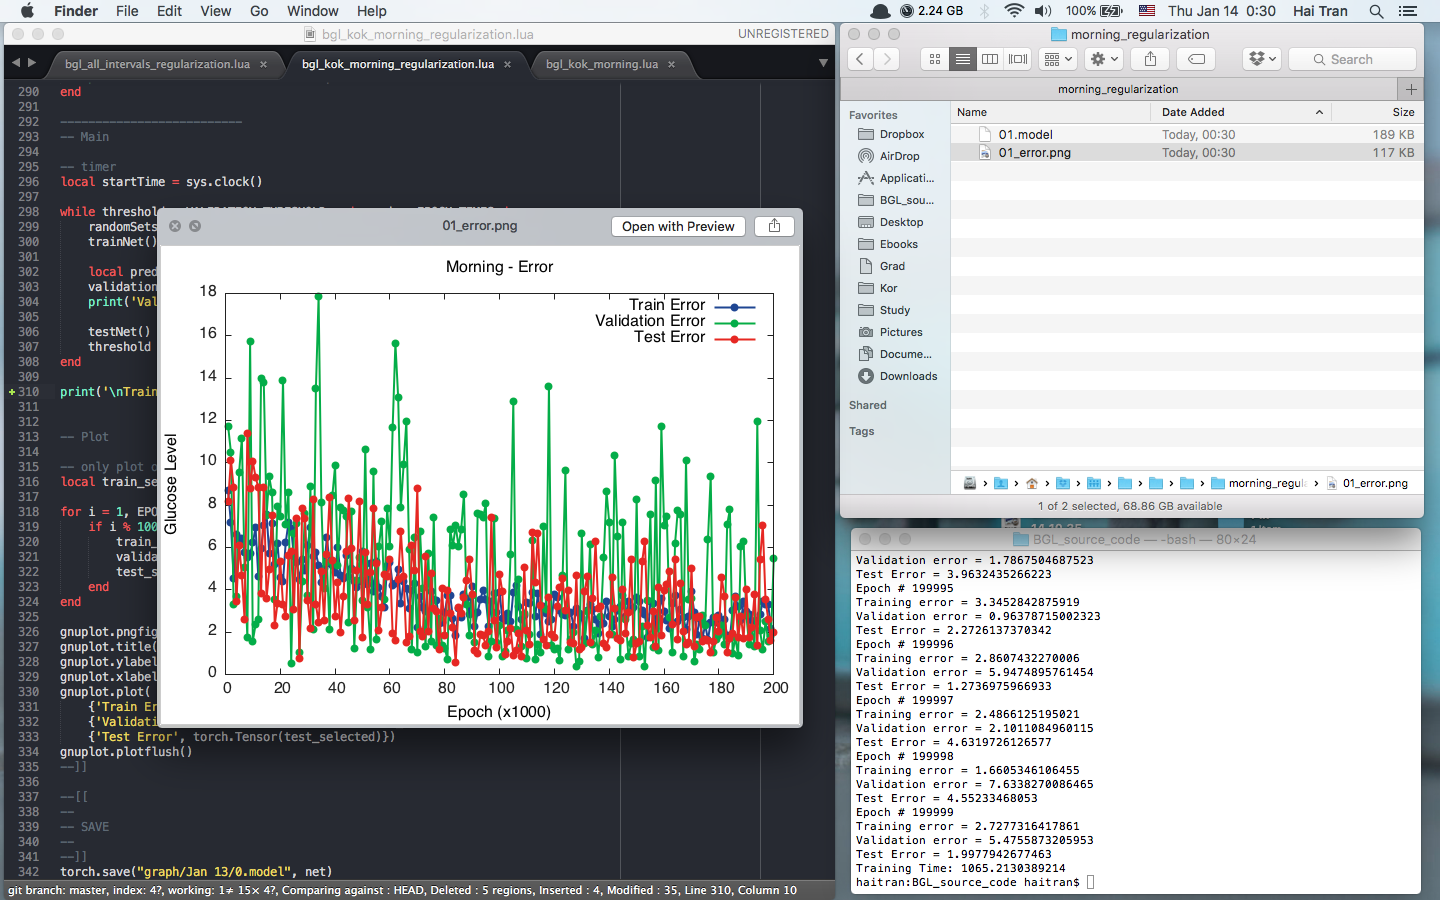 Finder File Edit View Go Window Help 2.24 GB 100% Thu Jan 14 0:30 Hai Tran
bgl_kok_morning_regularization.lua UNREGISTERED
bgl_all_intervals_regularization.lua × bgl_kok_morning_regularization.lua × bgl_kok_morning.lua ×
290 end
291
292 --------------------------
293 -- Main
294
295 -- timer
296 local startTime = sys.clock()
297
298 while threshold
299 randomSets
300 trainNet()
301
302 local pred
303 validation
304 print('Val
305
306 testNet()
307 threshold
308 end
309
310 print('\nTrain
311
312
313 -- Plot
314
315 -- only plot o
316 local train_se
317
318 for i = 1, EPO
319 if i % 100
320 train_
321 valida
322 test_s
323 end
324 end
325
326 gnuplot.pngfig
327 gnuplot.title(
328 gnuplot.ylabel
329 gnuplot.xlabel
330 gnuplot.plot(
331 {'Train Er
332 {'Validati
333 {'Test Error', torch.Tensor(test_selected)})
334 gnuplot.plotflush()
335 --]]
336
337 --[[
338 --
339 -- SAVE
340 --
341 --]]
342 torch.save("graph/Jan 13/0.model", net)
git branch: master, index: 4?, working: 1≠ 15× 4?, Comparing against : HEAD, Deleted : 5 regions, Inserted : 4, Modified : 35, Line 310, Column 10
01_error.png Open with Preview
Morning - Error
Train Error
Validation Error
Test Error
Glucose Level
18
16
14
12
10
8
6
4
2
0
0 20 40 60 80 100 120 140 160 180 200
Epoch (x1000)
morning_regularization
Search
morning_regularization
Favorites
Dropbox
AirDrop
Applicati...
BGL_sou...
Desktop
Ebooks
Grad
Kor
Study
Pictures
Docume...
Downloads
Shared
Tags
Name Date Added Size
01.model Today, 00:30 189 KB
01_error.png Today, 00:30 117 KB
morning_regula 01_error.png
1 of 2 selected, 68.86 GB available
BGL_source_code — -bash — 80×24
Validation error = 1.7867504687523
Test Error = 3.9632435266223
Epoch # 199995
Training error = 3.3452842875919
Validation error = 0.96378715002323
Test Error = 2.2726137370342
Epoch # 199996
Training error = 2.8607432270006
Validation error = 5.9474895761454
Test Error = 1.2736975966933
Epoch # 199997
Training error = 2.4866125195021
Validation error = 2.1011084960115
Test Error = 4.6319726126577
Epoch # 199998
Training error = 1.6605346106455
Validation error = 7.6338270086465
Test Error = 4.55233468053
Epoch # 199999
Training error = 2.7277316417861
Validation error = 5.4755873205953
Test Error = 1.9977942677463
Training Time: 1065.2130389214
haitran:BGL_source_code haitran$